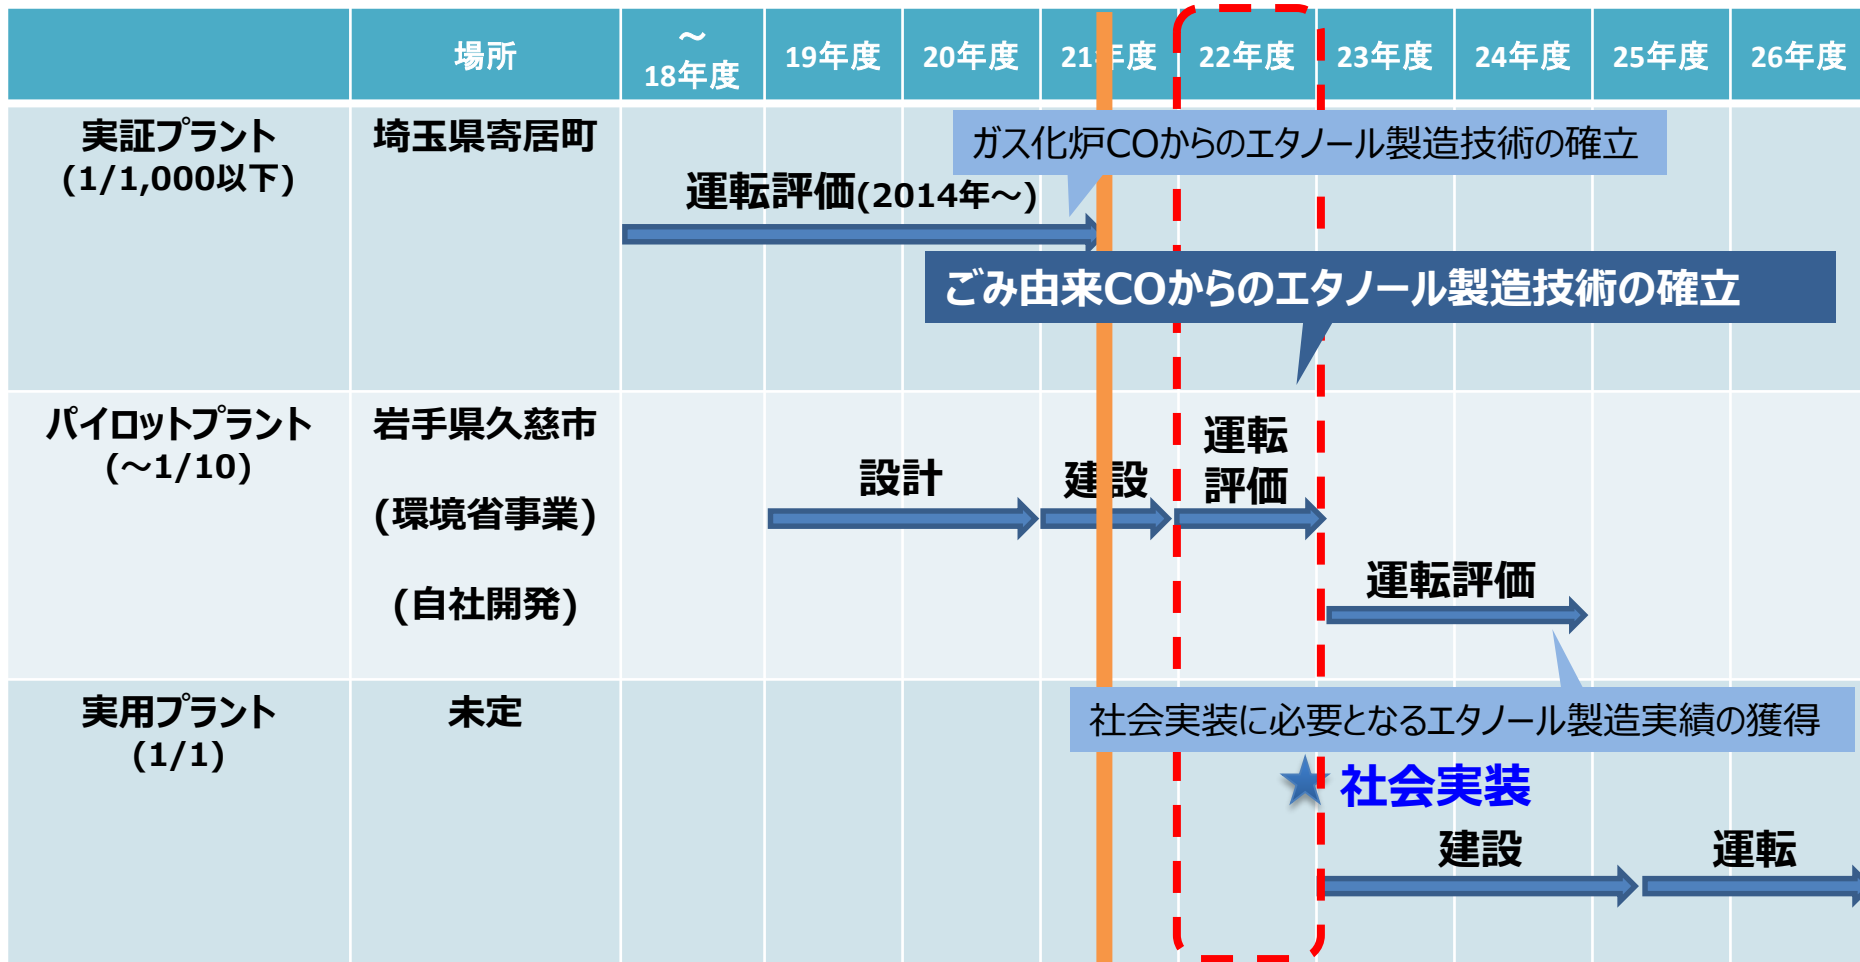 場所
～
18年度
19年度
20年度
21年度
22年度
23年度
24年度
25年度
26年度
実証プラント
(1/1,000以下)
埼玉県寄居町
ガス化炉COからのエタノール製造技術の確立
運転評価(2014年～)
ごみ由来COからのエタノール製造技術の確立
パイロットプラント
(～1/10)
岩手県久慈市
(環境省事業)
(自社開発)
設計
建設
運転
評価
運転評価
実用プラント
(1/1)
未定
社会実装に必要となるエタノール製造実績の獲得
社会実装
建設
運転